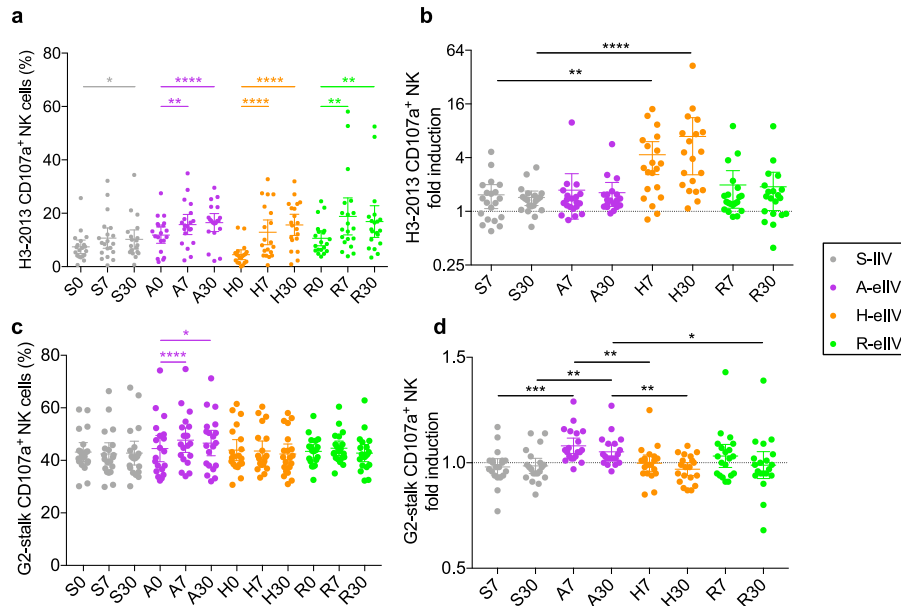 a
H3-2013 CD107a+ NK cells (%)
80
60
40
20
0
* **** **** **
** **** **
S0 S7 S30 A0 A7 A30 H0 H7 H30 R0 R7 R30
b
H3-2013 CD107a+ NK
fold induction
64
16
4
1
0.25
****
**
S7 S30 A7 A30 H7 H30 R7 R30
S-IIV
A-eIIV
H-eIIV
R-eIIV
c
G2-stalk CD107a+ NK cells (%)
80
60
40
20
0
*
****
S0 S7 S30 A0 A7 A30 H0 H7 H30 R0 R7 R30
d
G2-stalk CD107a+ NK
fold induction
1.5
1.0
0.5
*
**
** 
*** **
S7 S30 A7 A30 H7 H30 R7 R30